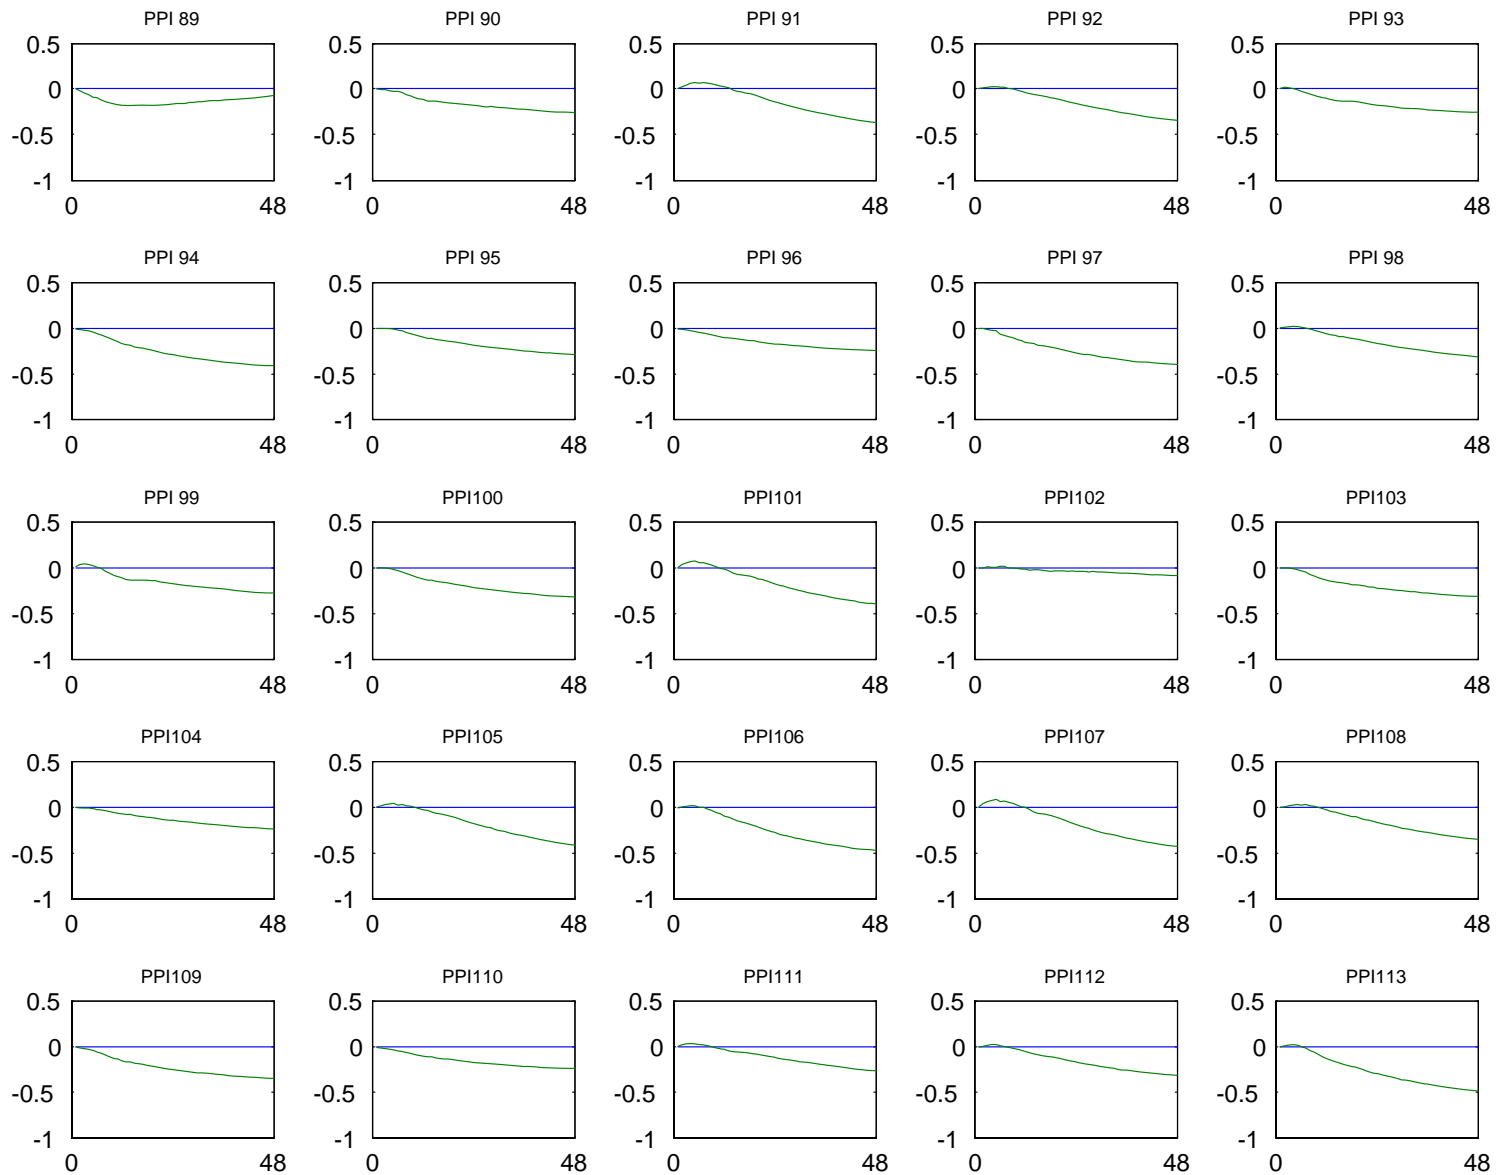 PPI 89 PPI 90 PPI 91 PPI 92 PPI 93
0.5 0.5 0.5 0.5 0.5
0 0 0 0 0
-0.5 -0.5 -0.5 -0.5 -0.5
-1 -1 -1 -1 -1
0 48 0 48 0 48 0 48 0 48
PPI 94 PPI 95 PPI 96 PPI 97 PPI 98
0.5 0.5 0.5 0.5 0.5
0 0 0 0 0
-0.5 -0.5 -0.5 -0.5 -0.5
-1 -1 -1 -1 -1
0 48 0 48 0 48 0 48 0 48
PPI 99 PPI100 PPI101 PPI102 PPI103
0.5 0.5 0.5 0.5 0.5
0 0 0 0 0
-0.5 -0.5 -0.5 -0.5 -0.5
-1 -1 -1 -1 -1
0 48 0 48 0 48 0 48 0 48
PPI104 PPI105 PPI106 PPI107 PPI108
0.5 0.5 0.5 0.5 0.5
0 0 0 0 0
-0.5 -0.5 -0.5 -0.5 -0.5
-1 -1 -1 -1 -1
0 48 0 48 0 48 0 48 0 48
PPI109 PPI110 PPI111 PPI112 PPI113
0.5 0.5 0.5 0.5 0.5
0 0 0 0 0
-0.5 -0.5 -0.5 -0.5 -0.5
-1 -1 -1 -1 -1
0 48 0 48 0 48 0 48 0 48